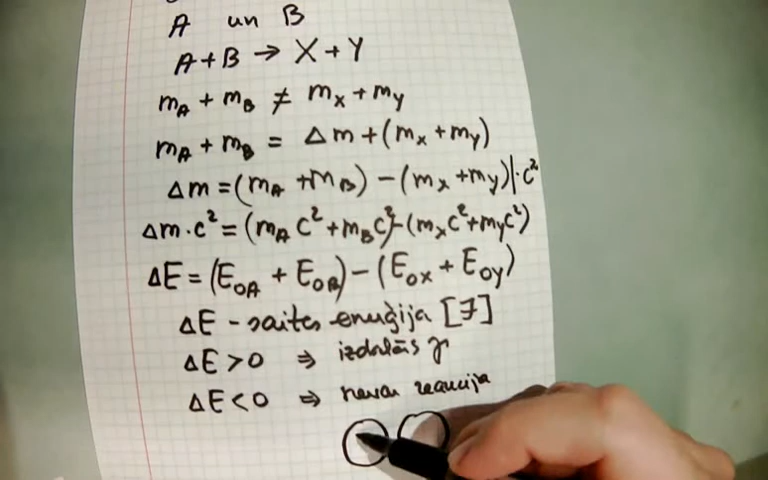 A un B
A+B → X+Y
m_A + m_B ≠ m_X + m_Y
m_A + m_B = Δm + (m_X + m_Y)
Δm = (m_A + m_B) − (m_X + m_Y) | · c²
Δm · c² = (m_A c² + m_B c²) − (m_X c² + m_Y c²)
ΔE = (E_0A + E_0B) − (E_0X + E_0Y)
ΔE - saites enerģija [J]
ΔE > 0 ⇒ izdalās γ
ΔE < 0 ⇒ nevar reakcija